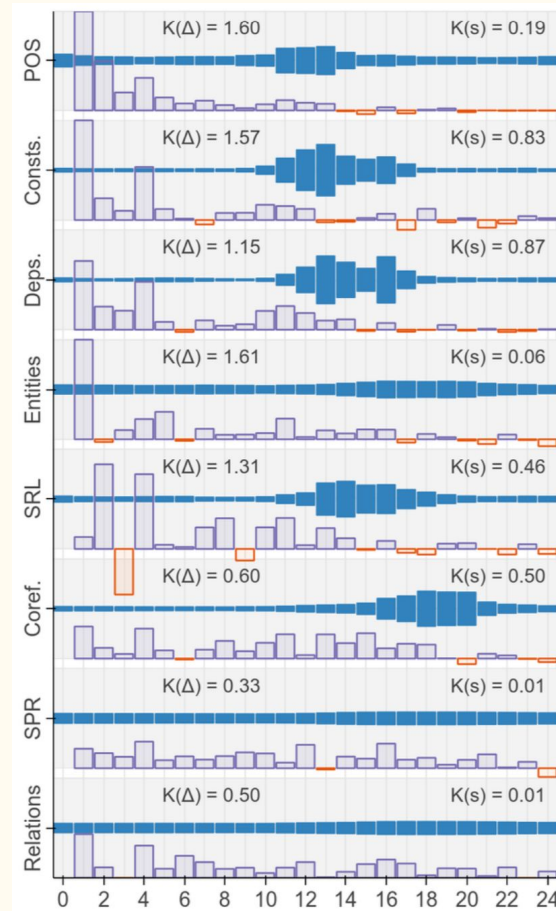 POS
K(Δ) = 1.60 K(s) = 0.19
Consts.
K(Δ) = 1.57 K(s) = 0.83
Deps.
K(Δ) = 1.15 K(s) = 0.87
Entities
K(Δ) = 1.61 K(s) = 0.06
SRL
K(Δ) = 1.31 K(s) = 0.46
Coref.
K(Δ) = 0.60 K(s) = 0.50
SPR
K(Δ) = 0.33 K(s) = 0.01
Relations
K(Δ) = 0.50 K(s) = 0.01
0 2 4 6 8 10 12 14 16 18 20 22 24